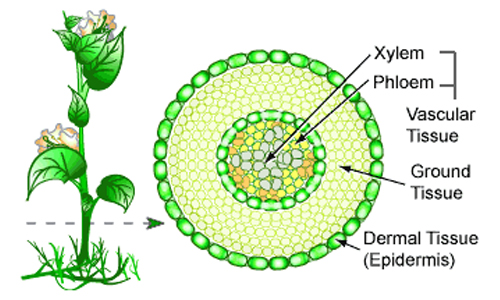 Xylem
Phloem
Vascular
Tissue
Ground
Tissue
Dermal Tissue
(Epidermis)